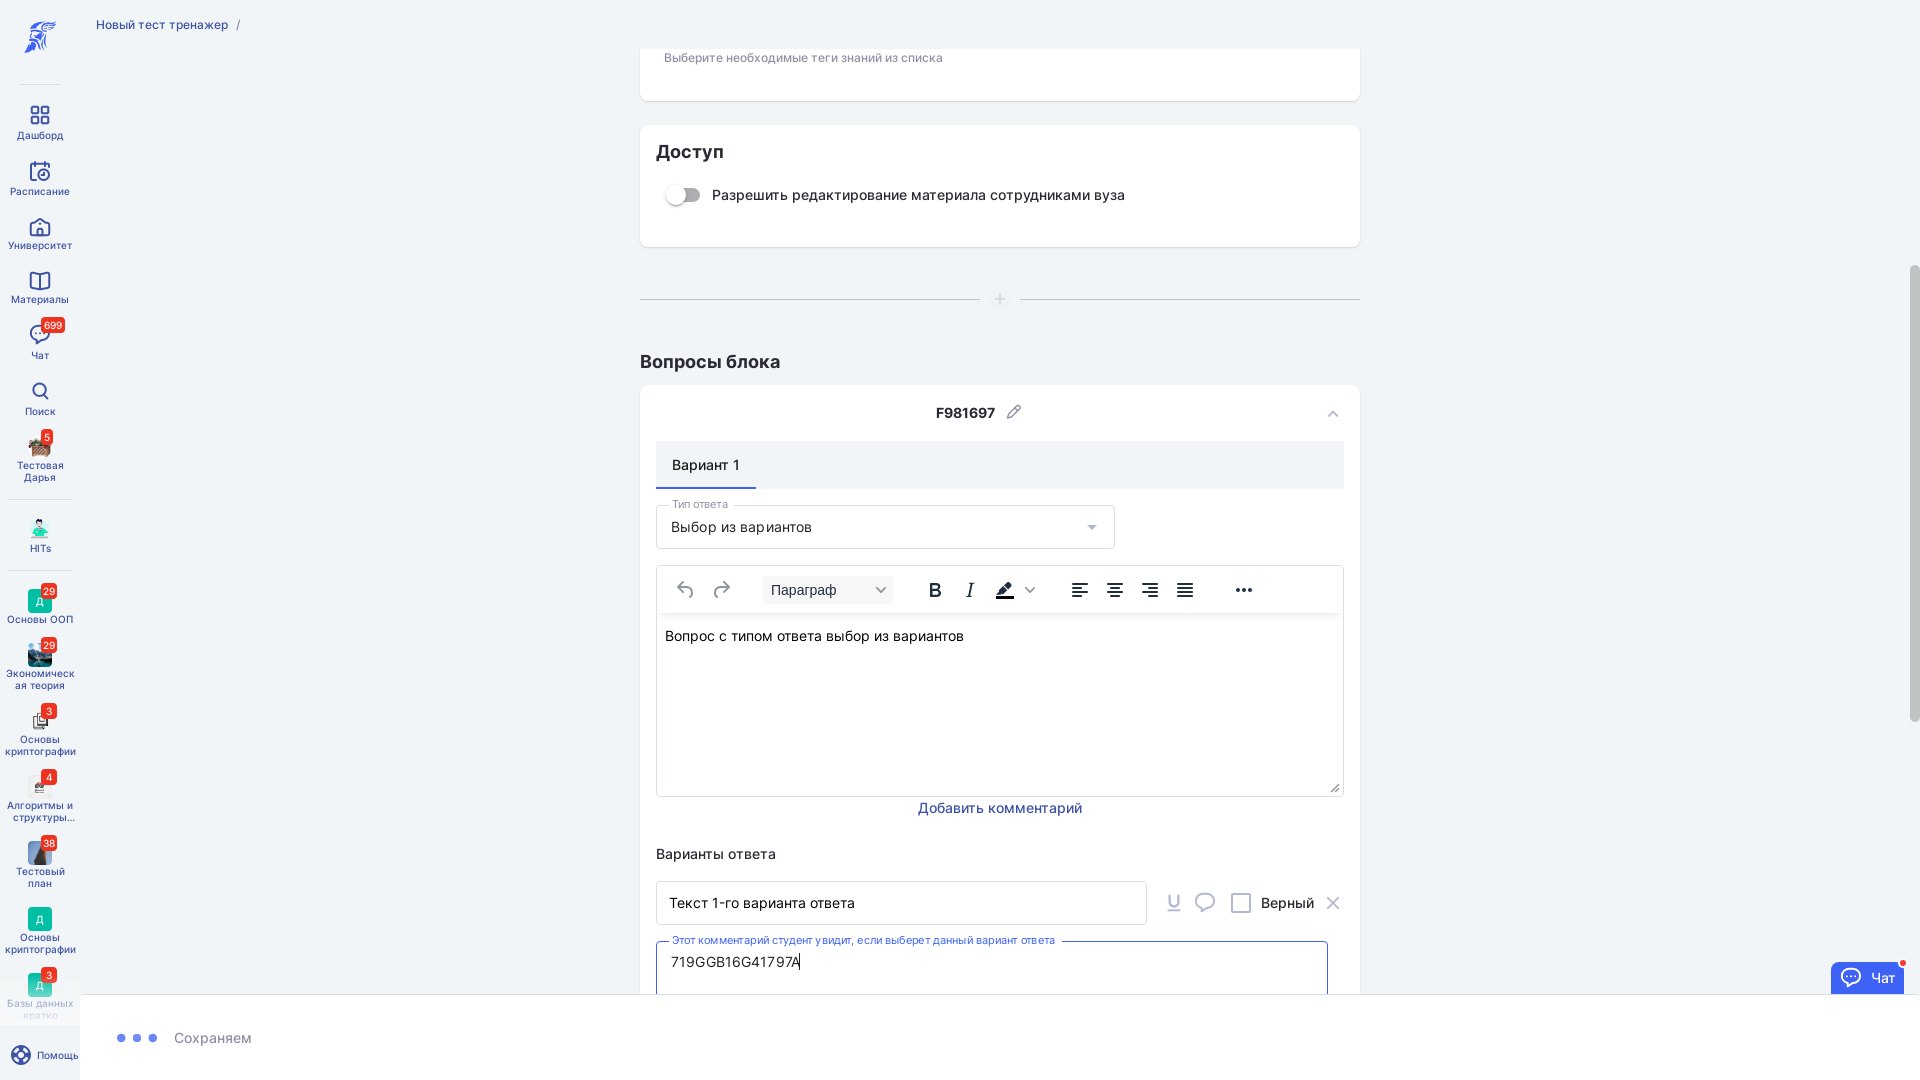 Новый тест тренажер /
Выберите необходимые теги знаний из списка
Дашборд
Расписание
Университет
Материалы
699
Чат
Поиск
5
Тестовая
Дарья
HITs
29
Д
Основы ООП
29
Экономическ
ая теория
3
Основы
криптографии
4
Алгоритмы и
структуры...
38
Тестовый
план
Д
Основы
криптографии
3
Д
Базы данных
кратко
Помощь
Доступ
Разрешить редактирование материала сотрудниками вуза
Вопросы блока
F981697
Вариант 1
Тип ответа
Выбор из вариантов
Параграф
Вопрос с типом ответа выбор из вариантов
Добавить комментарий
Варианты ответа
Текст 1-го варианта ответа
Верный
Этот комментарий студент увидит, если выберет данный вариант ответа
719GGB16G41797A
Чат
Сохраняем